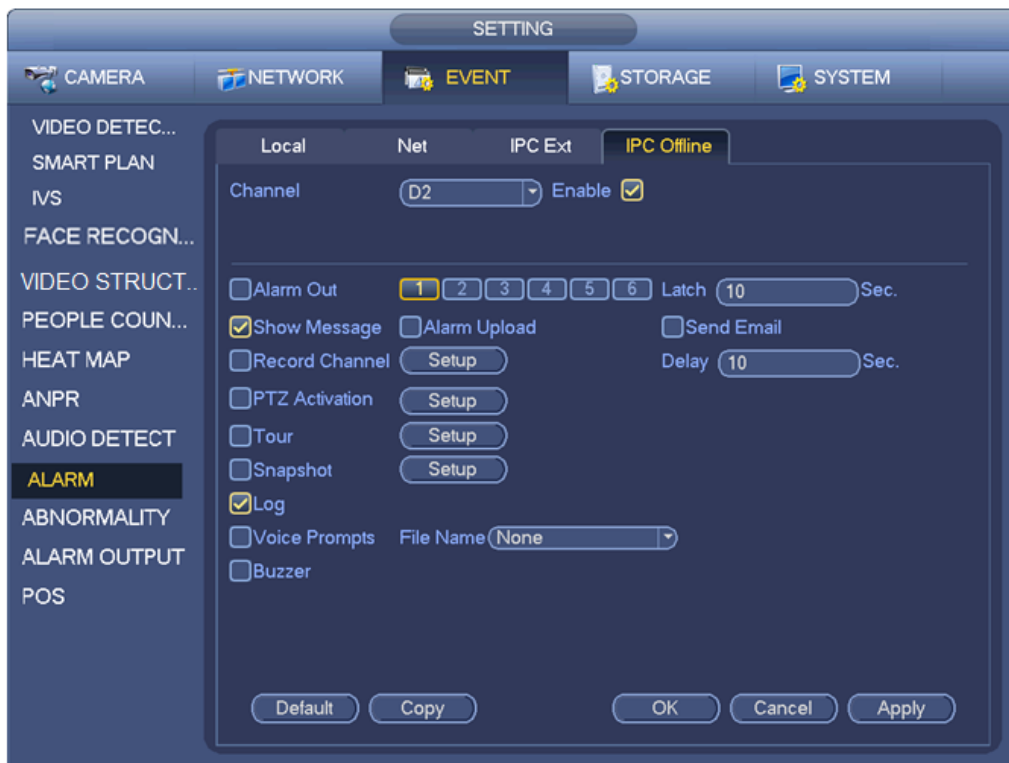 SETTING
CAMERA NETWORK EVENT STORAGE SYSTEM
VIDEO DETEC...
SMART PLAN
IVS
FACE RECOGN...
VIDEO STRUCT..
PEOPLE COUN...
HEAT MAP
ANPR
AUDIO DETECT
ALARM
ABNORMALITY
ALARM OUTPUT
POS
Local Net IPC Ext IPC Offline
Channel D2 Enable
Alarm Out 1 2 3 4 5 6 Latch 10 Sec.
Show Message Alarm Upload Send Email
Record Channel Setup Delay 10 Sec.
PTZ Activation Setup
Tour Setup
Snapshot Setup
Log
Voice Prompts File Name None
Buzzer
Default Copy OK Cancel Apply